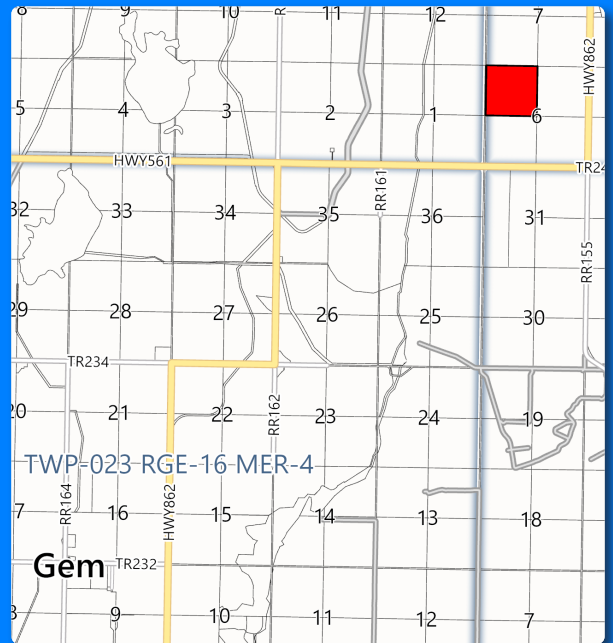 8 9 10 R 11 12 7
HWY862
5 4 3 2 1 6
HWY561 TR24
RR161
32 33 34 35 36 31
RR155
29 28 27 26 25 30
TR234
20 21 22 RR162 23 24 19
TWP-023 RGE-16 MER-4
RR164 HWY862
7 16 15 14 13 18
Gem TR232
8 9 10 11 12 7